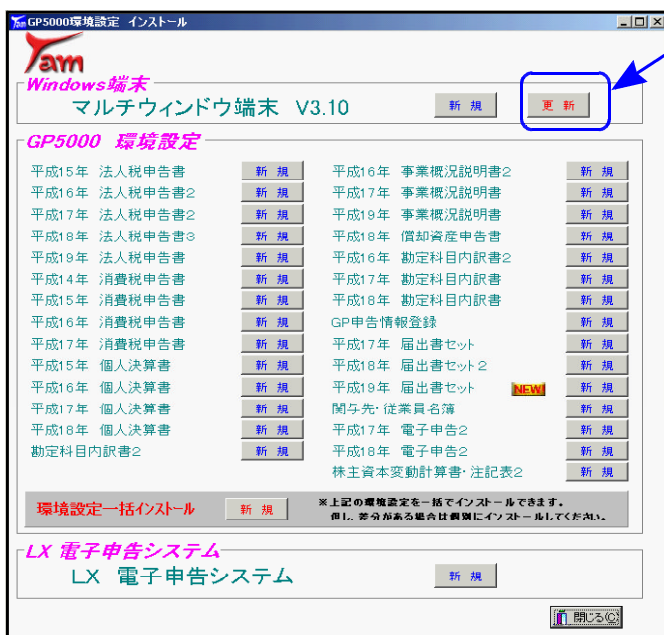 GP5000環境設定 インストール
Tam
Windows端末
マルチウィンドウ端末 V3.10 新 規 更 新
GP5000 環境設定
平成15年 法人税申告書 新 規
平成16年 法人税申告書2 新 規
平成17年 法人税申告書2 新 規
平成18年 法人税申告書3 新 規
平成19年 法人税申告書 新 規
平成14年 消費税申告書 新 規
平成15年 消費税申告書 新 規
平成16年 消費税申告書 新 規
平成17年 消費税申告書 新 規
平成15年 個人決算書 新 規
平成16年 個人決算書 新 規
平成17年 個人決算書 新 規
平成18年 個人決算書 新 規
勘定科目内訳書2 新 規
平成16年 事業概況説明書2 新 規
平成17年 事業概況説明書 新 規
平成19年 事業概況説明書 新 規
平成18年 償却資産申告書 新 規
平成16年 勘定科目内訳書2 新 規
平成17年 勘定科目内訳書 新 規
平成18年 勘定科目内訳書 新 規
GP申告情報登録 新 規
平成17年 届出書セット 新 規
平成18年 届出書セット2 新 規
平成19年 届出書セット NEW! 新 規
関与先・従業員名簿 新 規
平成17年 電子申告2 新 規
平成18年 電子申告2 新 規
株主資本変動計算書・注記表2 新 規
環境設定一括インストール 新 規
※上記の環境設定を一括でインストールできます。
但し、差分がある場合は個別にインストールしてください。
LX 電子申告システム
LX 電子申告システム 新 規
閉じる(C)